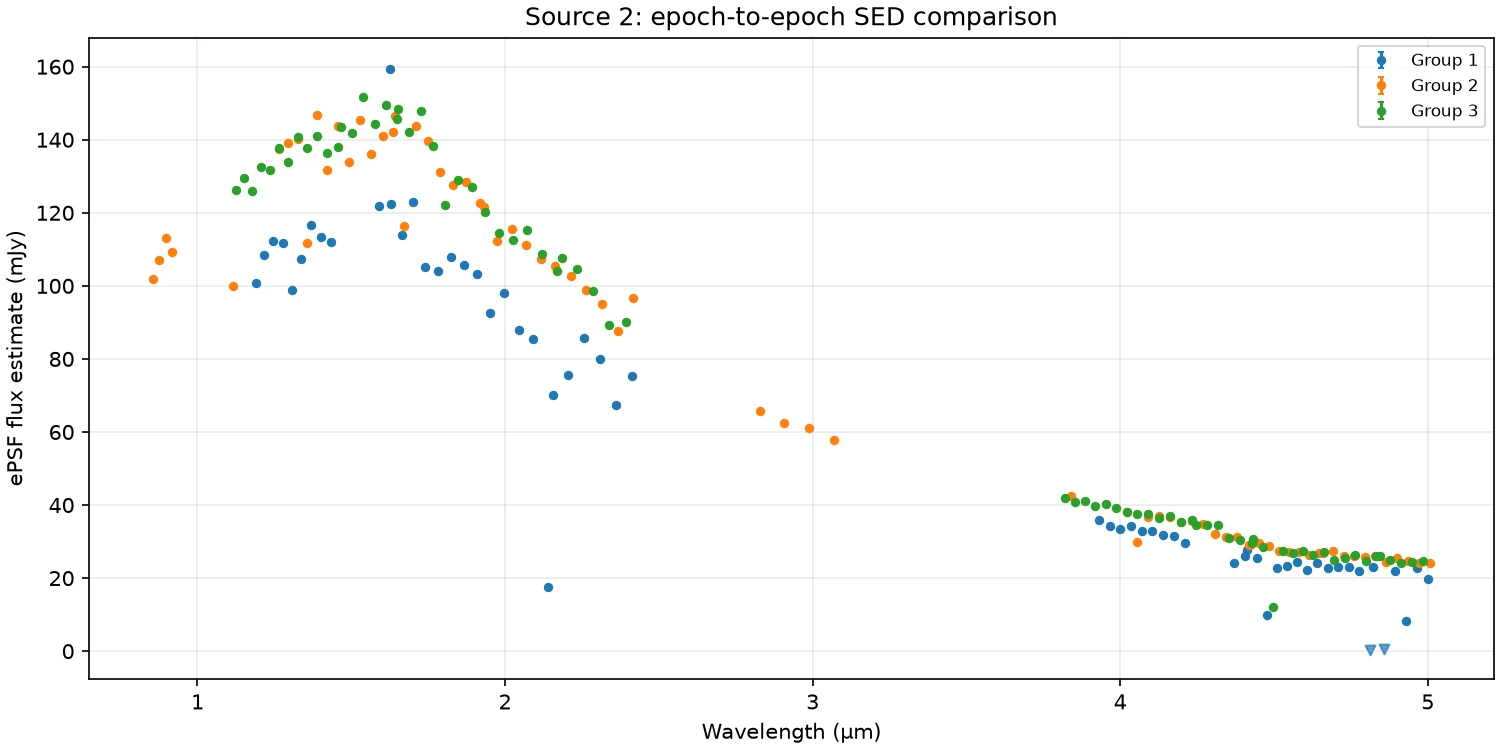 Source 2: epoch-to-epoch SED comparison
ePSF flux estimate (mJy)
160
140
120
100
80
60
40
20
0
Group 1
Group 2
Group 3
1 2 3 4 5
Wavelength (μm)